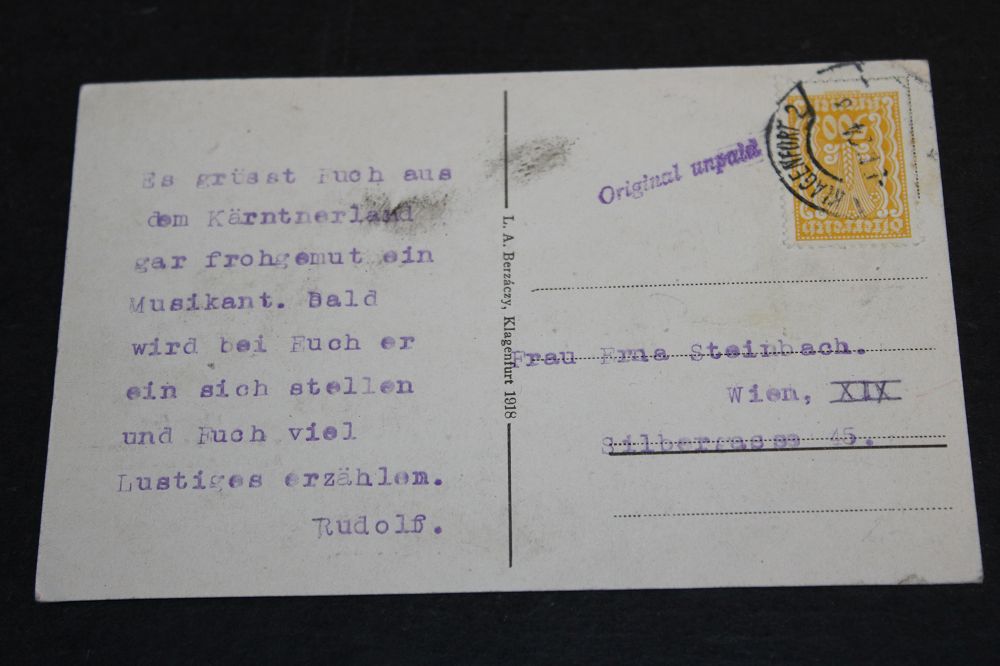 Es grüsst Euch aus
dem Kärntnerland
gar frohgemut ein
Musikant. Bald
wird bei Euch er
ein sich stellen
und Euch viel
Lustiges erzählen.
Rudolf.
L. A. Berzáczy, Klagenfurt 1918
Original unpaid
KLAGENFURT 2
Österreich
Frau Erna Steinbach.
Wien, XIX
Silbergasse 45.